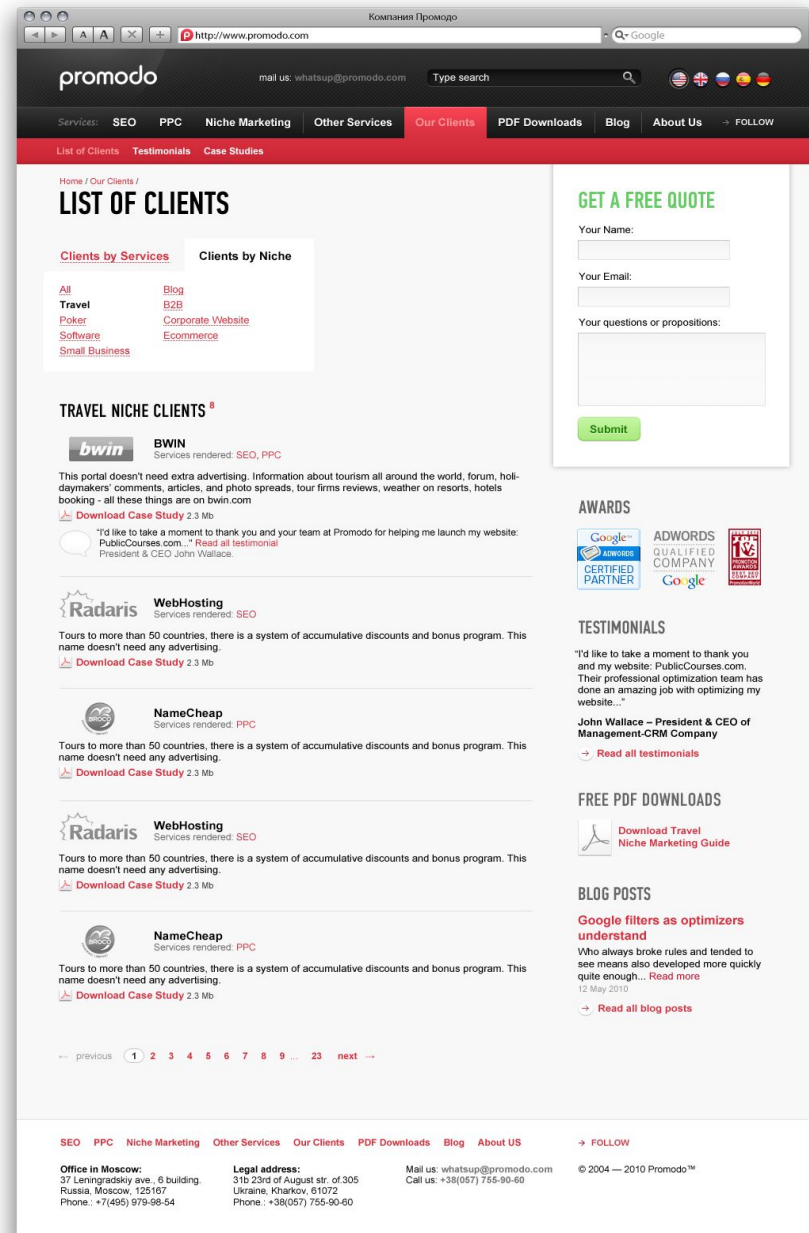 Компания Промодо
A A
http://www.promodo.com
Google
promodo
mail us: whatsup@promodo.com
Type search
Services: SEO PPC Niche Marketing Other Services Our Clients PDF Downloads Blog About Us → FOLLOW
List of Clients Testimonials Case Studies
Home / Our Clients /
LIST OF CLIENTS
Clients by Services Clients by Niche
All Blog
Travel B2B
Poker Corporate Website
Software Ecommerce
Small Business
TRAVEL NICHE CLIENTS 8
bwin
BWIN
Services rendered: SEO, PPC
This portal doesn't need extra advertising. Information about tourism all around the world, forum, holi-
daymakers' comments, articles, and photo spreads, tour firms reviews, weather on resorts, hotels
booking - all these things are on bwin.com
Download Case Study 2.3 Mb
"I'd like to take a moment to thank you and your team at Promodo for helping me launch my website:
PublicCourses.com..." Read all testimonial
President & CEO John Wallace.
Radaris
WebHosting
Services rendered: SEO
Tours to more than 50 countries, there is a system of accumulative discounts and bonus program. This
name doesn't need any advertising.
Download Case Study 2.3 Mb
BROCO
NameCheap
Services rendered: PPC
Tours to more than 50 countries, there is a system of accumulative discounts and bonus program. This
name doesn't need any advertising.
Download Case Study 2.3 Mb
Radaris
WebHosting
Services rendered: SEO
Tours to more than 50 countries, there is a system of accumulative discounts and bonus program. This
name doesn't need any advertising.
Download Case Study 2.3 Mb
BROCO
NameCheap
Services rendered: PPC
Tours to more than 50 countries, there is a system of accumulative discounts and bonus program. This
name doesn't need any advertising.
Download Case Study 2.3 Mb
← previous 1 2 3 4 5 6 7 8 9 ... 23 next →
GET A FREE QUOTE
Your Name:
Your Email:
Your questions or propositions:
Submit
AWARDS
Google™
ADWORDS
CERTIFIED
PARTNER
ADWORDS
QUALIFIED
COMPANY
Google
PROMOTION
AWARDS
BEST SEO
COMPANY
PromotionWorld
TESTIMONIALS
"I'd like to take a moment to thank you
and my website: PublicCourses.com.
Their professional optimization team has
done an amazing job with optimizing my
website..."
John Wallace – President & CEO of
Management-CRM Company
→ Read all testimonials
FREE PDF DOWNLOADS
Download Travel
Niche Marketing Guide
BLOG POSTS
Google filters as optimizers
understand
Who always broke rules and tended to
see means also developed more quickly
quite enough... Read more
12 May 2010
→ Read all blog posts
SEO PPC Niche Marketing Other Services Our Clients PDF Downloads Blog About US → FOLLOW
Office in Moscow:
37 Leningradskiy ave., 6 building.
Russia, Moscow, 125167
Phone.: +7(495) 979-98-54
Legal address:
31b 23rd of August str. of.305
Ukraine, Kharkov, 61072
Phone.: +38(057) 755-90-60
Mail us: whatsup@promodo.com
Call us: +38(057) 755-90-60
© 2004 — 2010 Promodo™